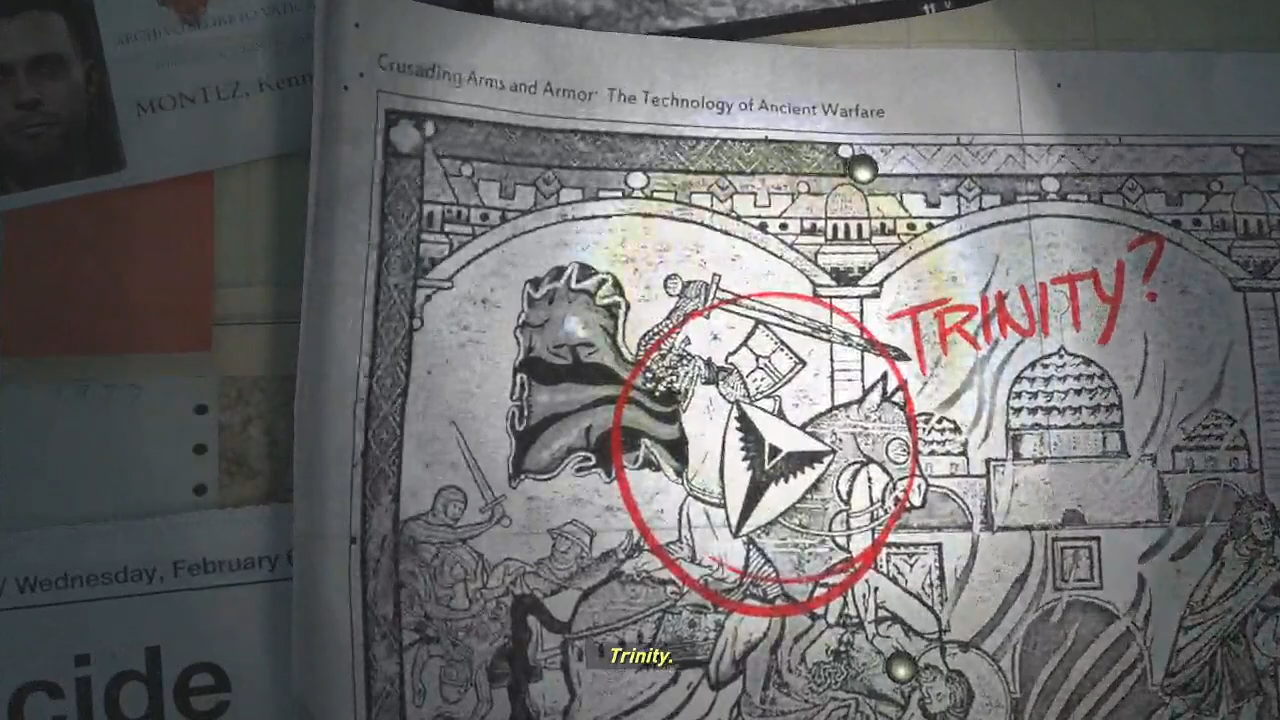 MONTEZ, Kenn
Crusading Arms and Armor: The Technology of Ancient Warfare
TRINITY?
/ Wednesday, February
cide
Trinity.